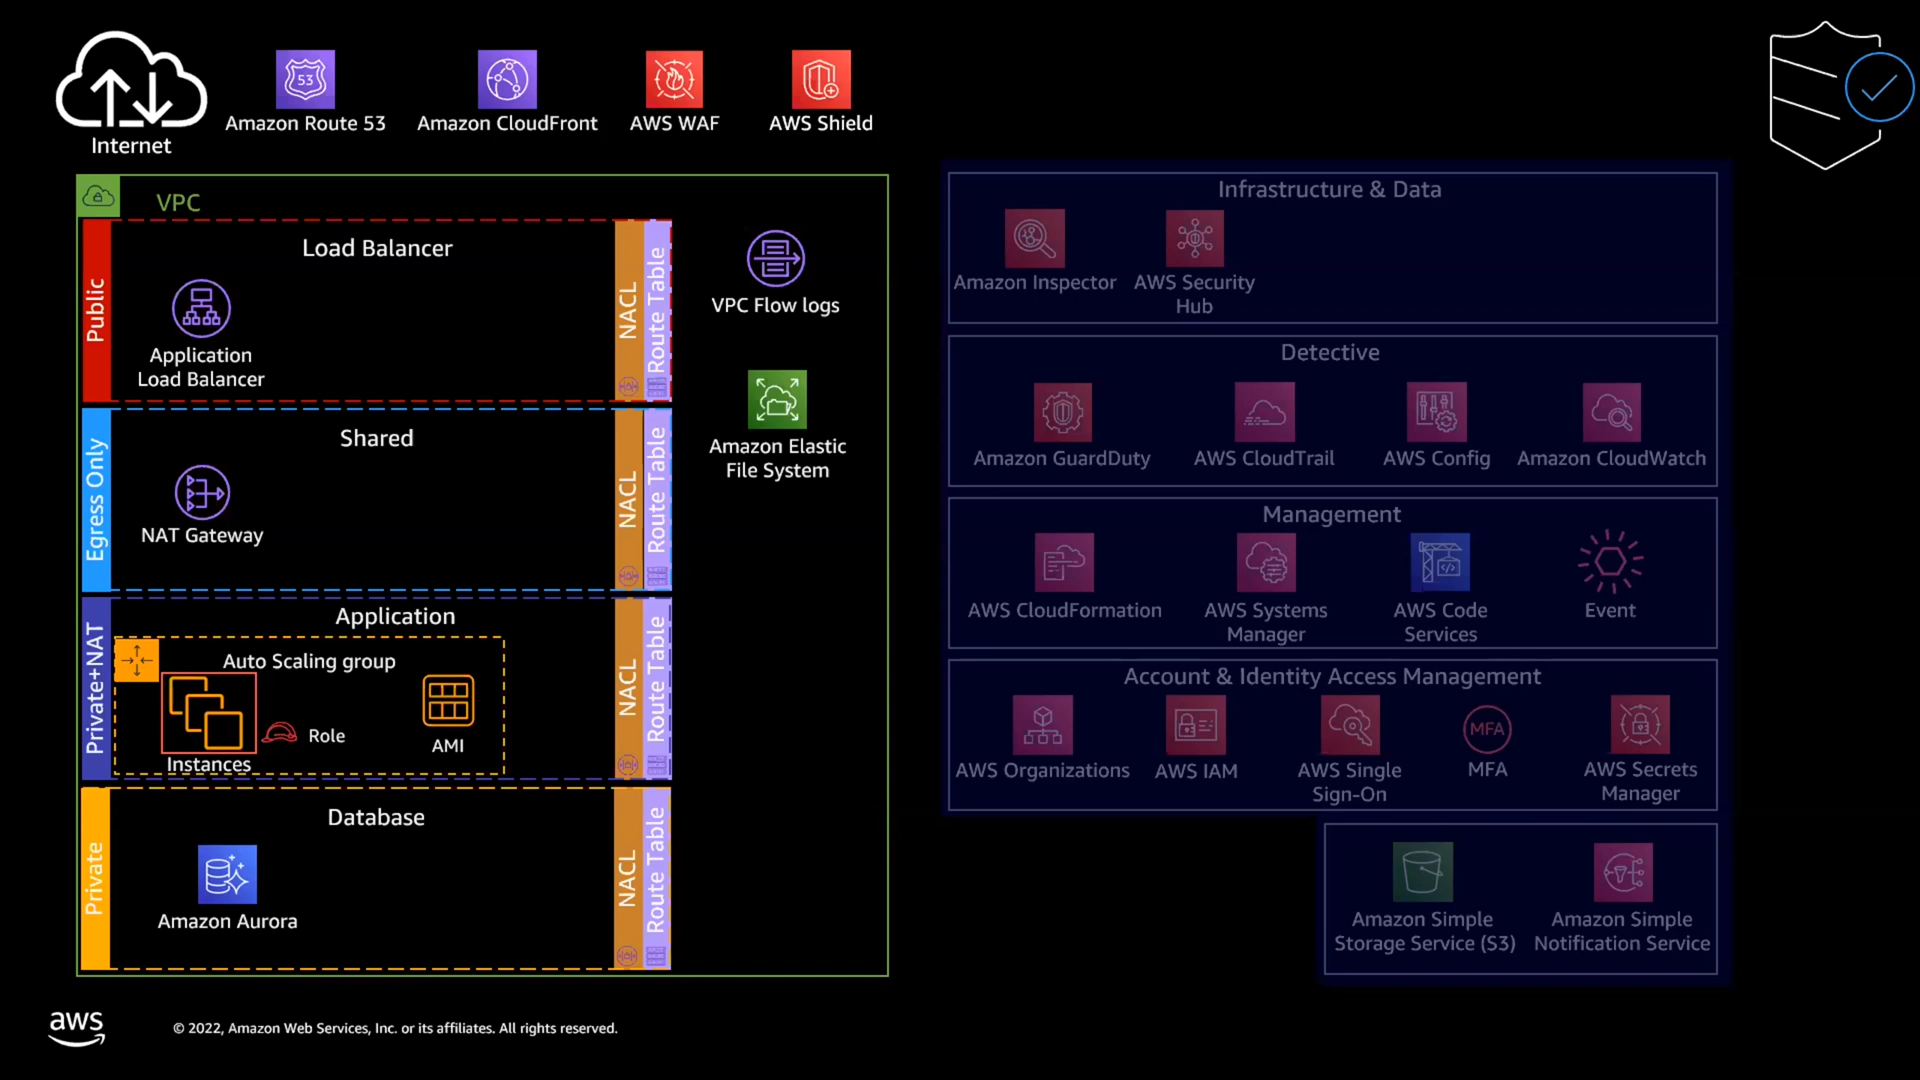 53
Internet
Amazon Route 53
Amazon CloudFront
AWS WAF
AWS Shield
VPC
Public
Load Balancer
Application
Load Balancer
NACL
Route Table
Egress Only
Shared
NAT Gateway
NACL
Route Table
Private+NAT
Application
Auto Scaling group
Instances
Role
AMI
NACL
Route Table
Private
Database
Amazon Aurora
NACL
Route Table
VPC Flow logs
Amazon Elastic
File System
Infrastructure & Data
Amazon Inspector
AWS Security
Hub
Detective
Amazon GuardDuty
AWS CloudTrail
AWS Config
Amazon CloudWatch
Management
AWS CloudFormation
AWS Systems
Manager
AWS Code
Services
Event
Account & Identity Access Management
AWS Organizations
AWS IAM
AWS Single
Sign-On
MFA
MFA
AWS Secrets
Manager
Amazon Simple
Storage Service (S3)
Amazon Simple
Notification Service
aws
© 2022, Amazon Web Services, Inc. or its affiliates. All rights reserved.